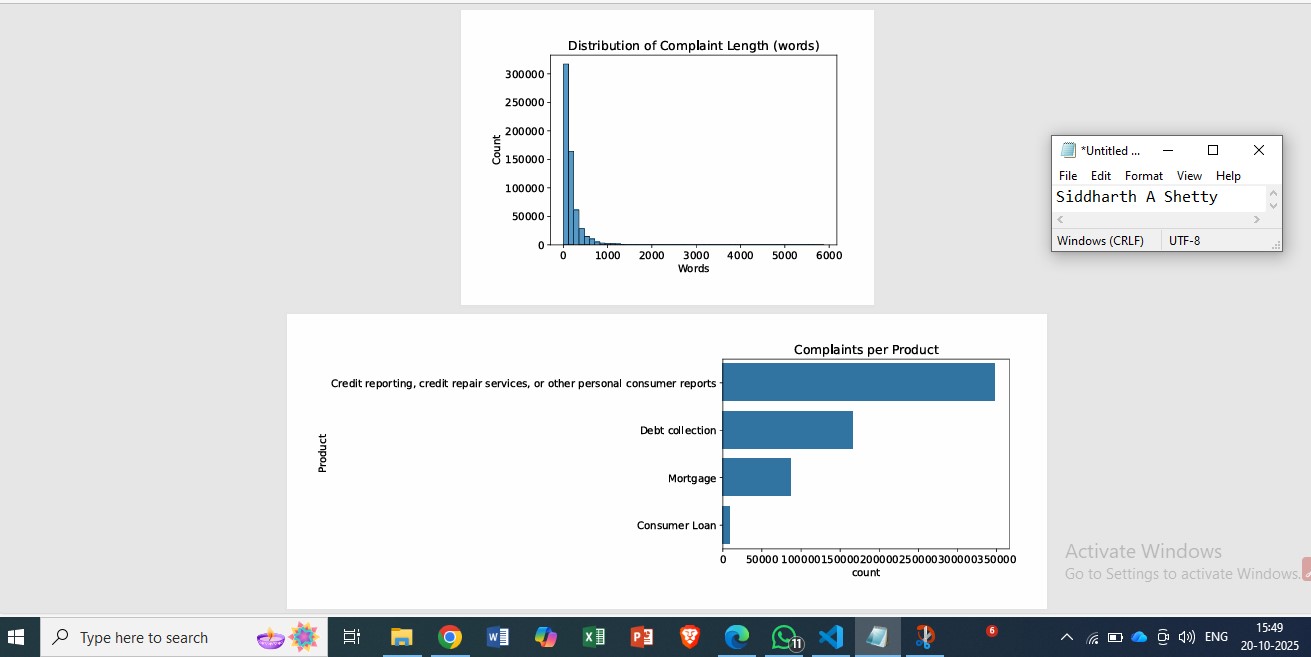 Distribution of Complaint Length (words)
300000
250000
200000
150000
100000
50000
0
Count
0 1000 2000 3000 4000 5000 6000
Words
*Untitled ...
File Edit Format View Help
Siddharth A Shetty
Windows (CRLF) UTF-8
Complaints per Product
Credit reporting, credit repair services, or other personal consumer reports
Debt collection
Mortgage
Consumer Loan
Product
0 50000 100000 150000 200000 250000 300000 350000
count
Activate Windows
Go to Settings to activate Windows.
Type here to search
11
6
ENG
15:49
20-10-2025